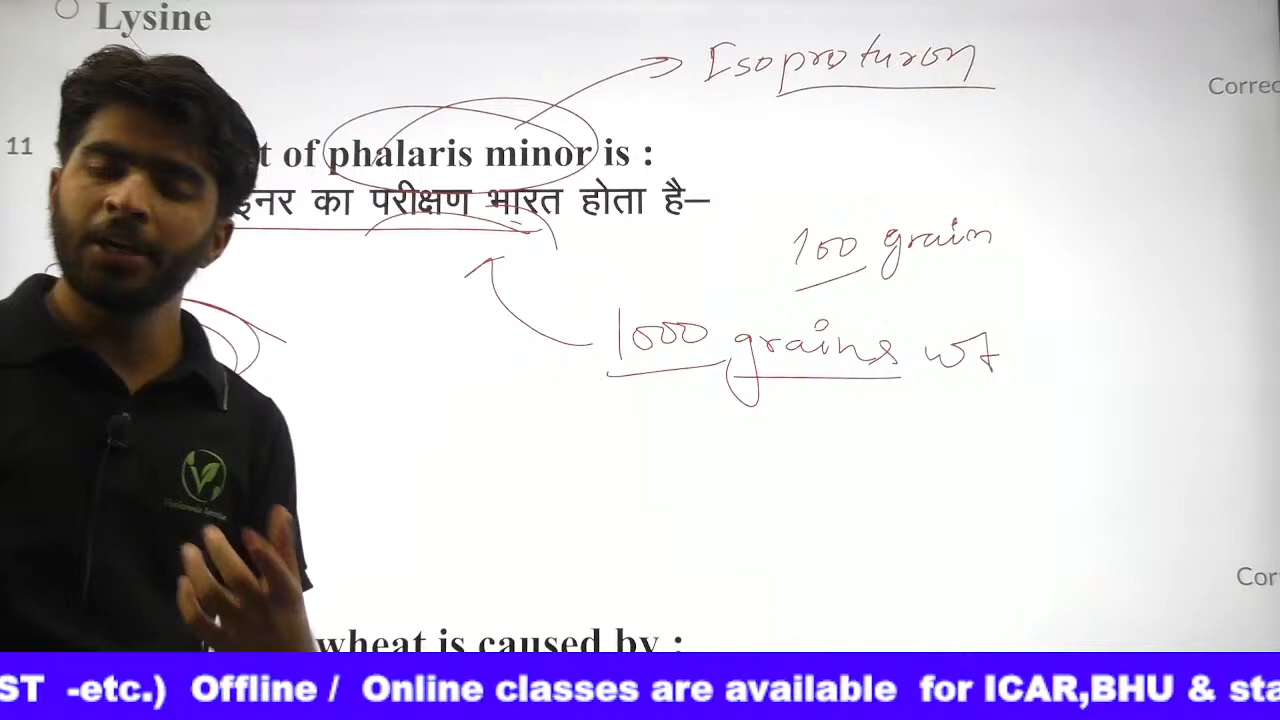 Lysine
Isoproturon
Correc
11
t of phalaris minor is :
इनर का परीक्षण भारत होता है–
100 grain
1000 grains wt
Cor
wheat is caused by :
ST -etc.) Offline / Online classes are available for ICAR,BHU & sta